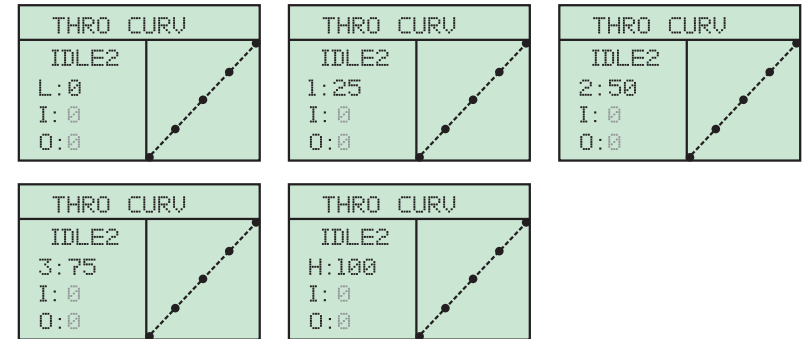 THRO CURV
IDLE2
L:0
I:0
O:0
THRO CURV
IDLE2
1:25
I:0
O:0
THRO CURV
IDLE2
2:50
I:0
O:0
THRO CURV
IDLE2
3:75
I:0
O:0
THRO CURV
IDLE2
H:100
I:0
O:0